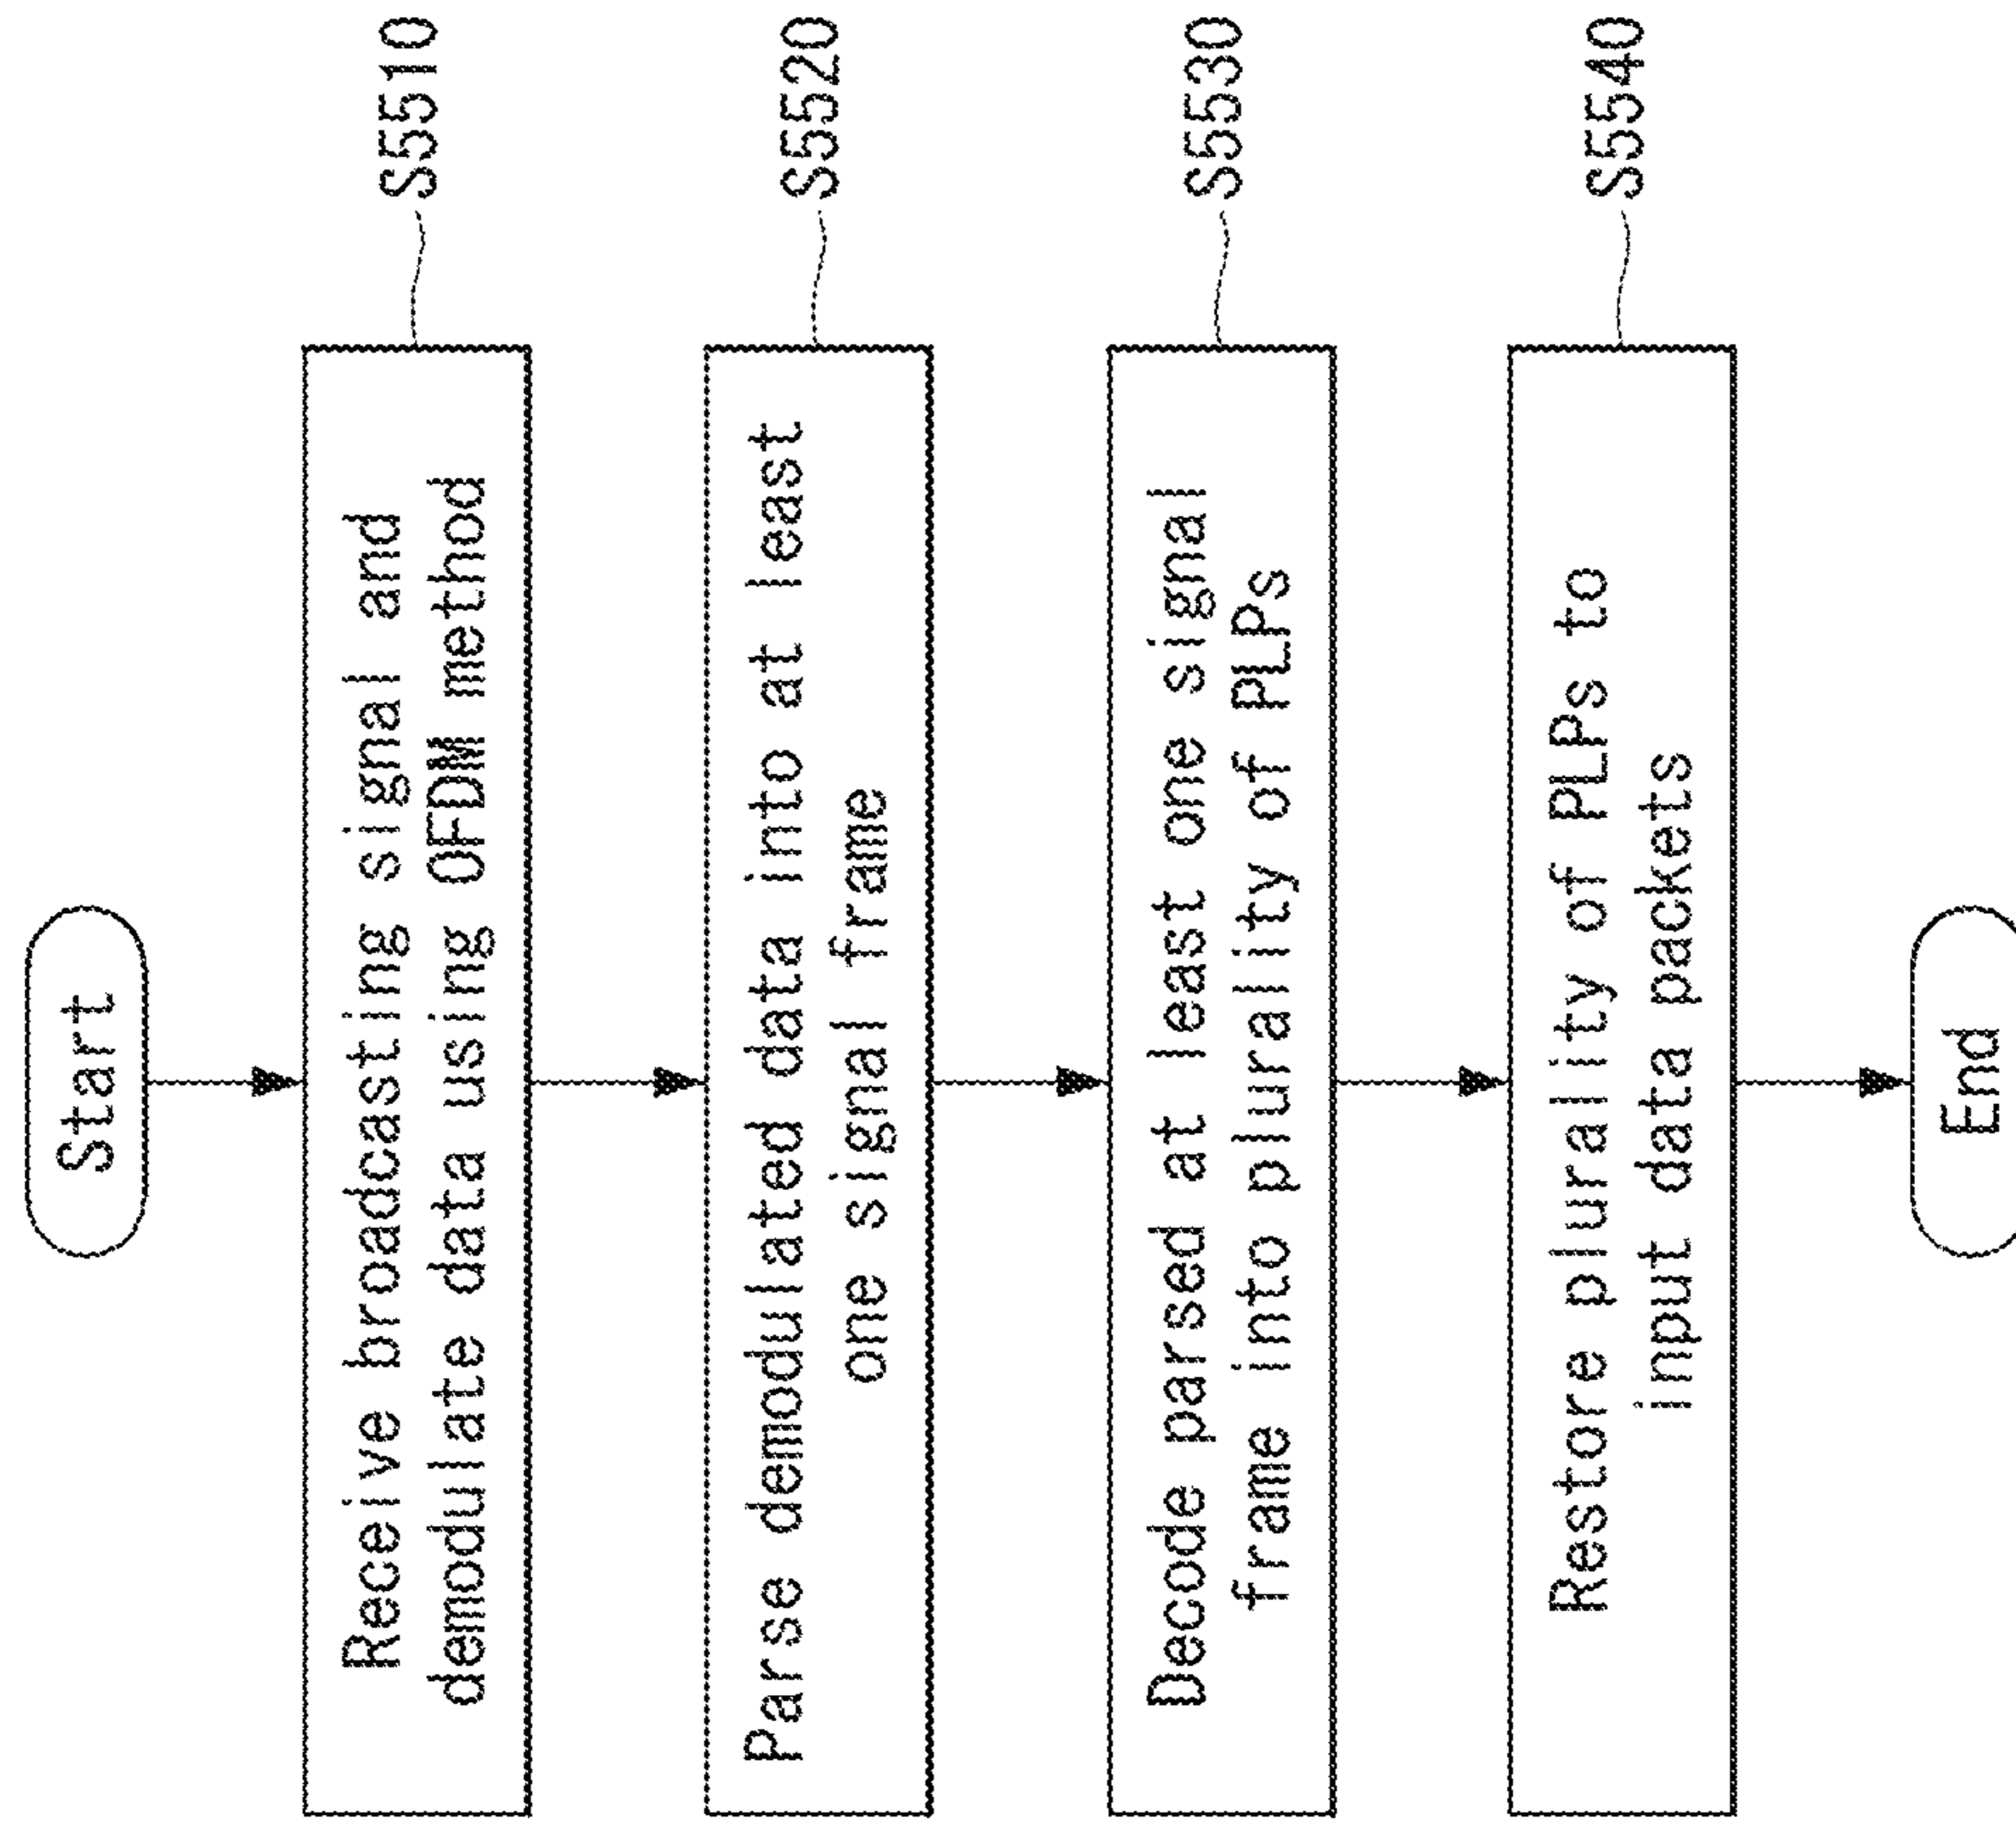 Start
Receive broadcasting signal and
demodulate data using OFDM method
S5510
Parse demodulated data into at least
one signal frame
S5520
Decode parsed at least one signal
frame into plurality of PLPs
S5530
Restore plurality of PLPs to
input data packets
S5540
End